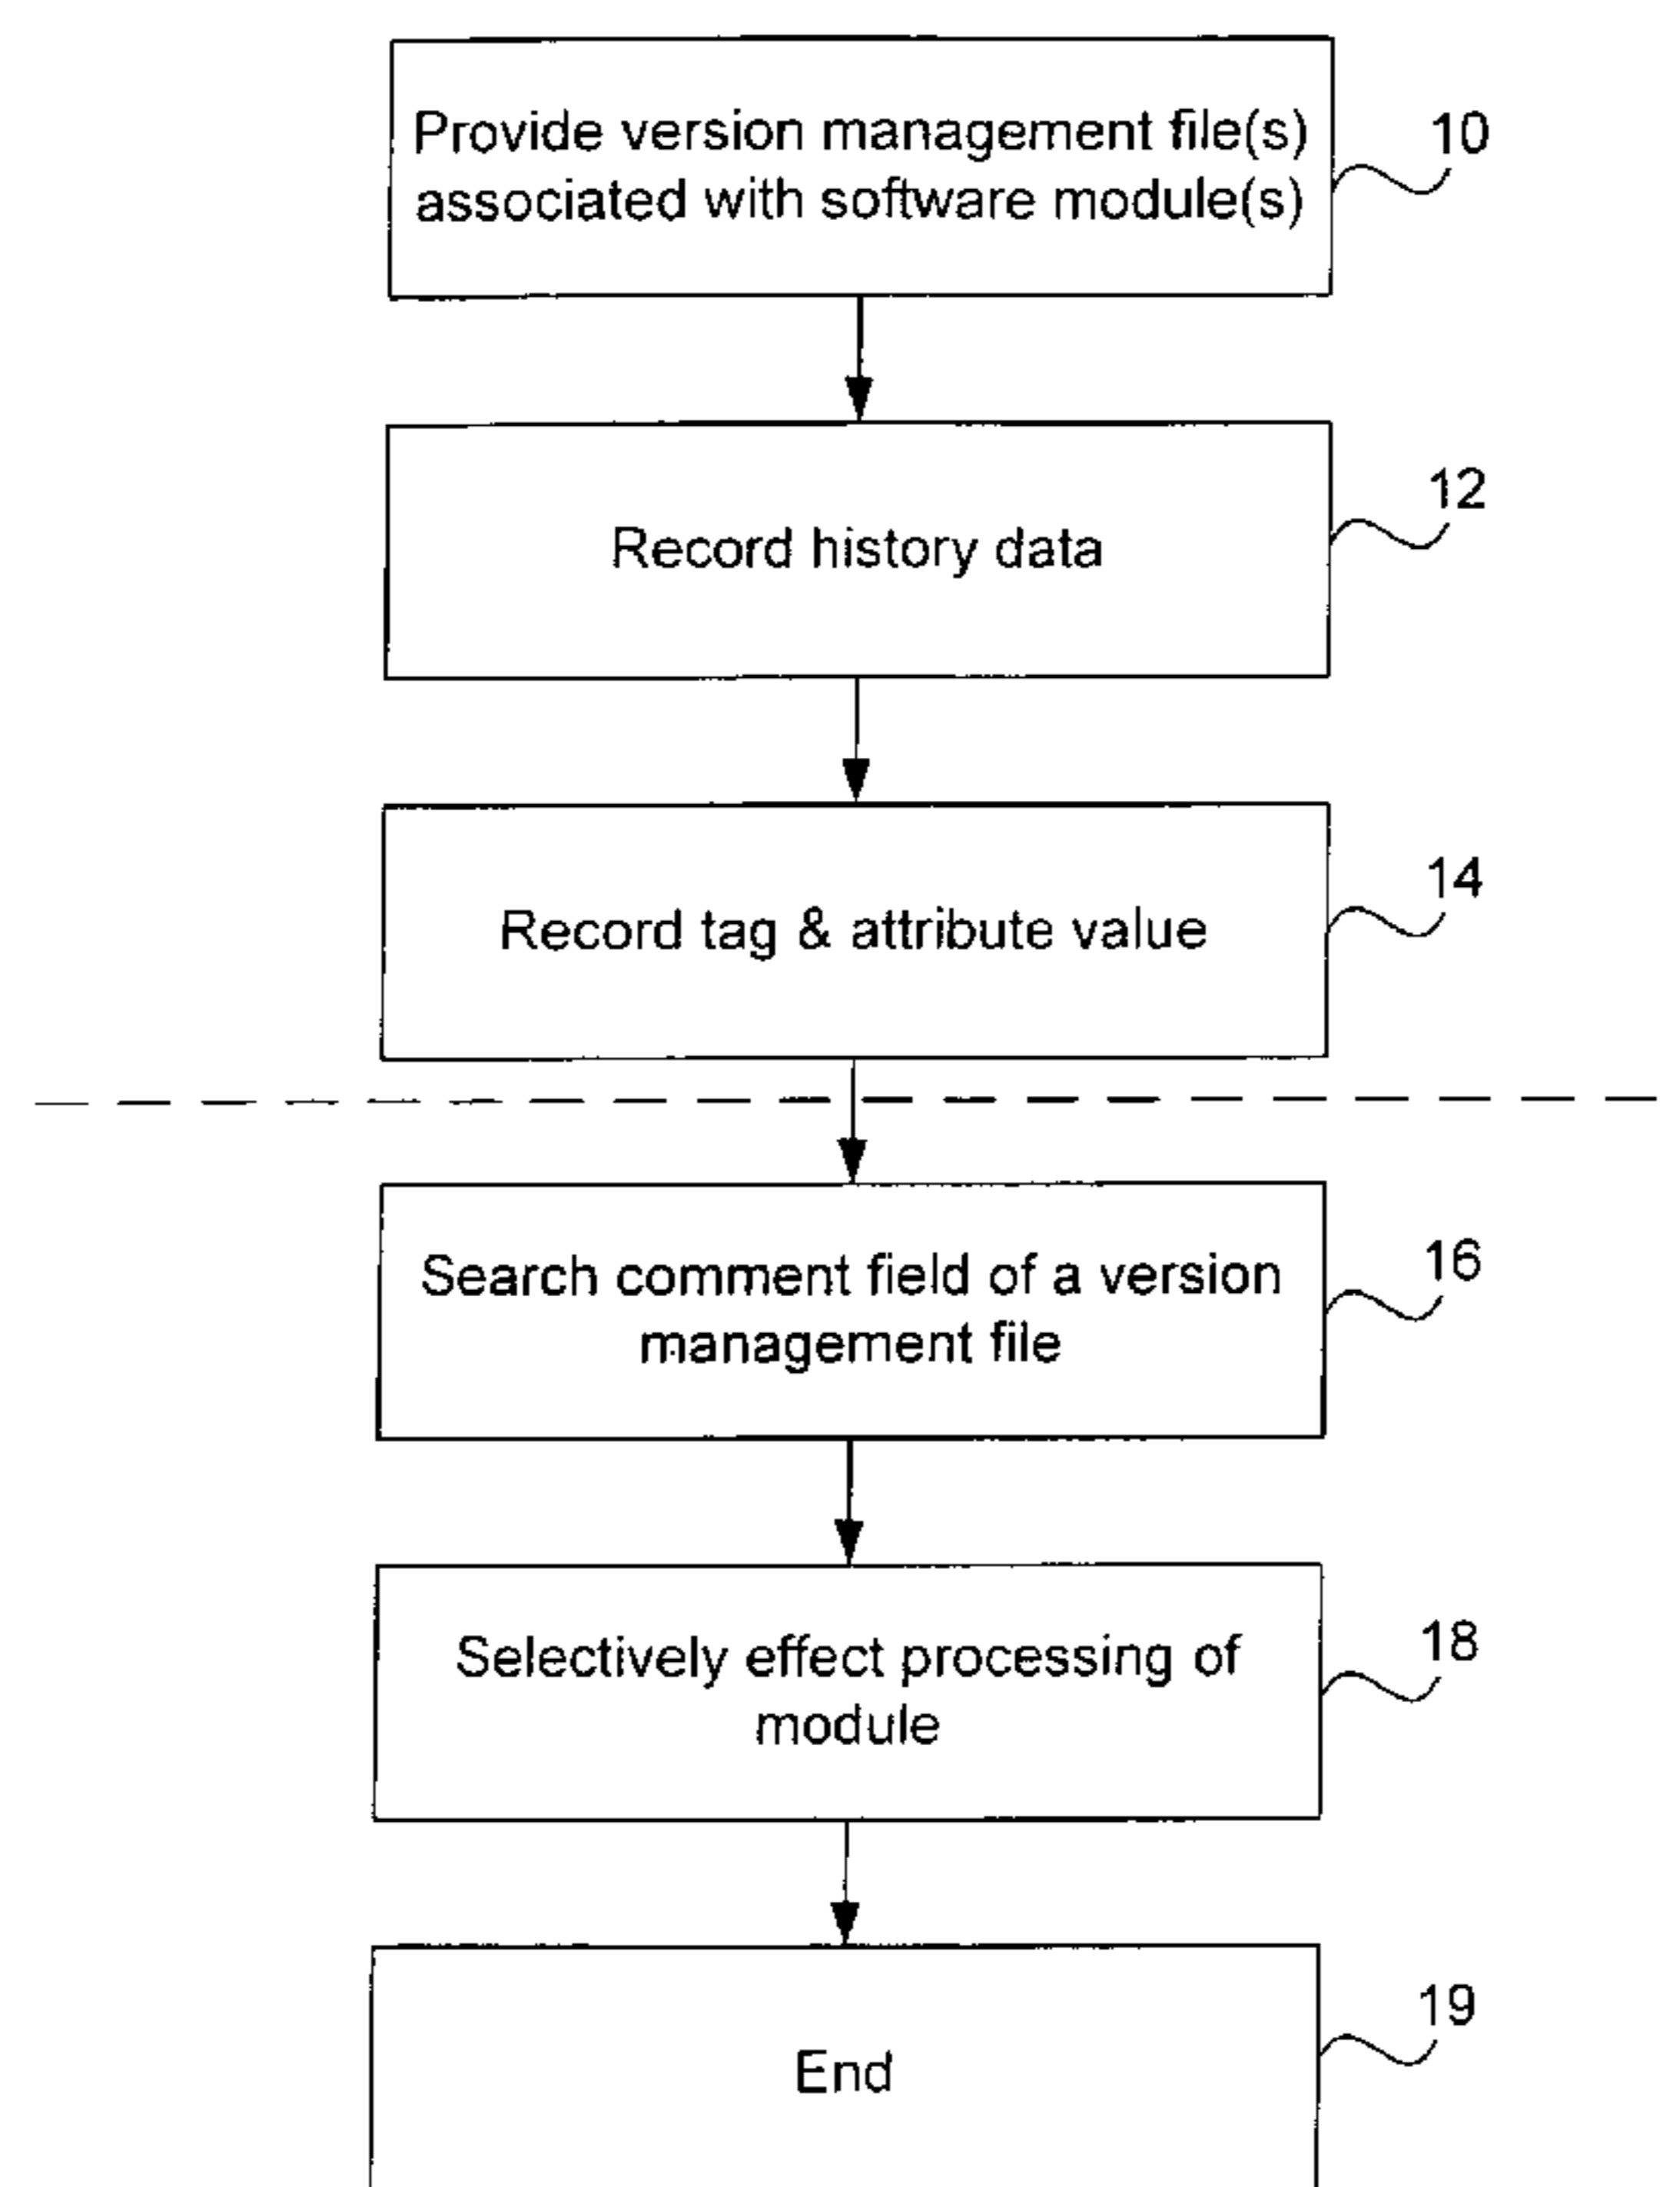 Provide version management file(s)
associated with software module(s)
10
Record history data
12
Record tag & attribute value
14
Search comment field of a version
management file
16
Selectively effect processing of
module
18
End
19